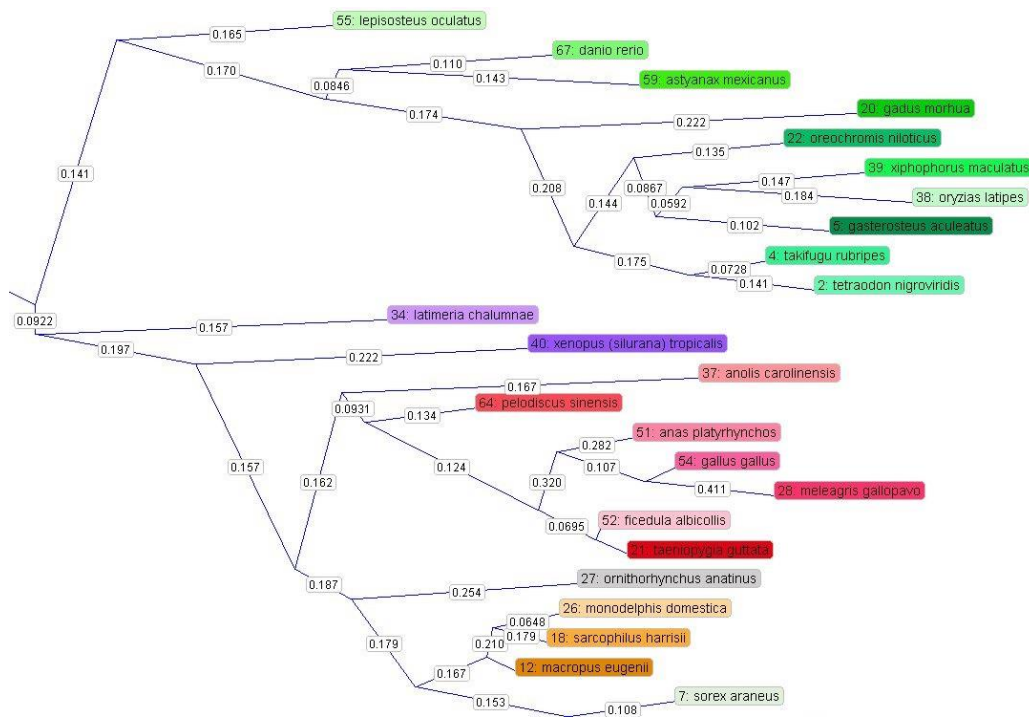 55: lepisosteus oculatus
0.165
67: danio rerio
0.110
0.170
0.143
59: astyanax mexicanus
0.0846
20: gadus morhua
0.174
0.222
22: oreochromis niloticus
0.135
39: xiphophorus maculatus
0.141
0.147
0.208
0.0867
0.184
38: oryzias latipes
0.144
0.0592
0.102
5: gasterosteus aculeatus
4: takifugu rubripes
0.175
0.0728
0.141
2: tetraodon nigroviridis
34: latimeria chalumnae
0.0922
0.157
40: xenopus (silurana) tropicalis
0.197
0.222
37: anolis carolinensis
0.167
64: pelodiscus sinensis
0.0931
0.134
51: anas platyrhynchos
0.282
54: gallus gallus
0.157
0.124
0.107
0.162
0.320
0.411
28: meleagris gallopavo
52: ficedula albicollis
0.0695
21: taeniopygia guttata
27: ornithorhynchus anatinus
0.187
0.254
26: monodelphis domestica
0.0648
0.179
0.210
0.179
18: sarcophilus harrisii
0.167
12: macropus eugenii
7: sorex araneus
0.153
0.108